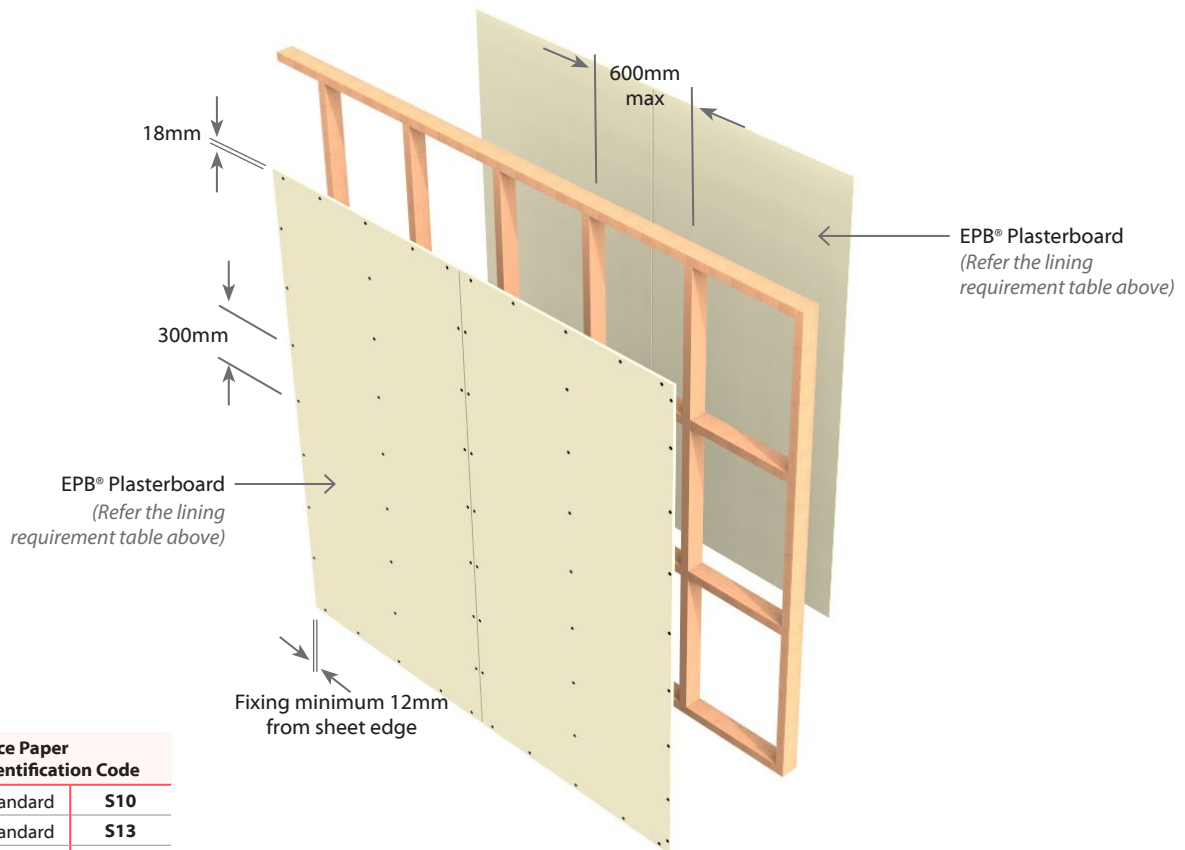 600mm
max
18mm
EPB® Plasterboard
(Refer the lining
requirement table above)
300mm
EPB® Plasterboard
(Refer the lining
requirement table above)
Fixing minimum 12mm
from sheet edge
ce Paper
entification Code
andard S10
andard S13